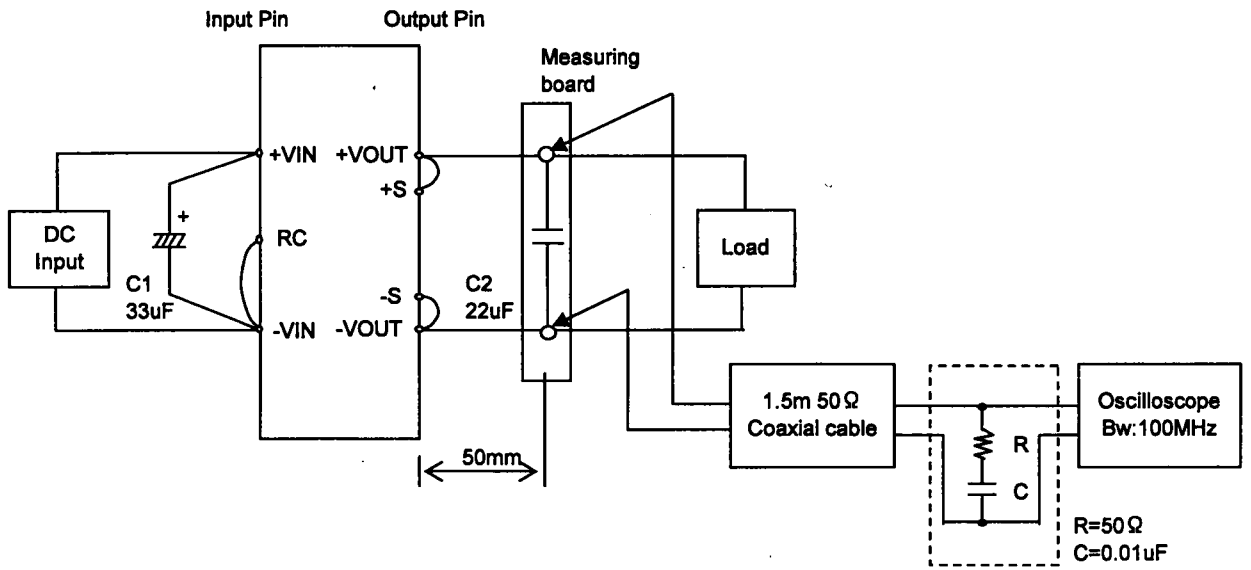 Input Pin
Output Pin
Measuring
board
+VIN
+VOUT
+S
+
DC
Input
RC
Load
C1
33uF
-S
C2
22uF
-VIN
-VOUT
1.5m 50Ω
Coaxial cable
Oscilloscope
Bw:100MHz
50mm
R
C
R=50Ω
C=0.01uF